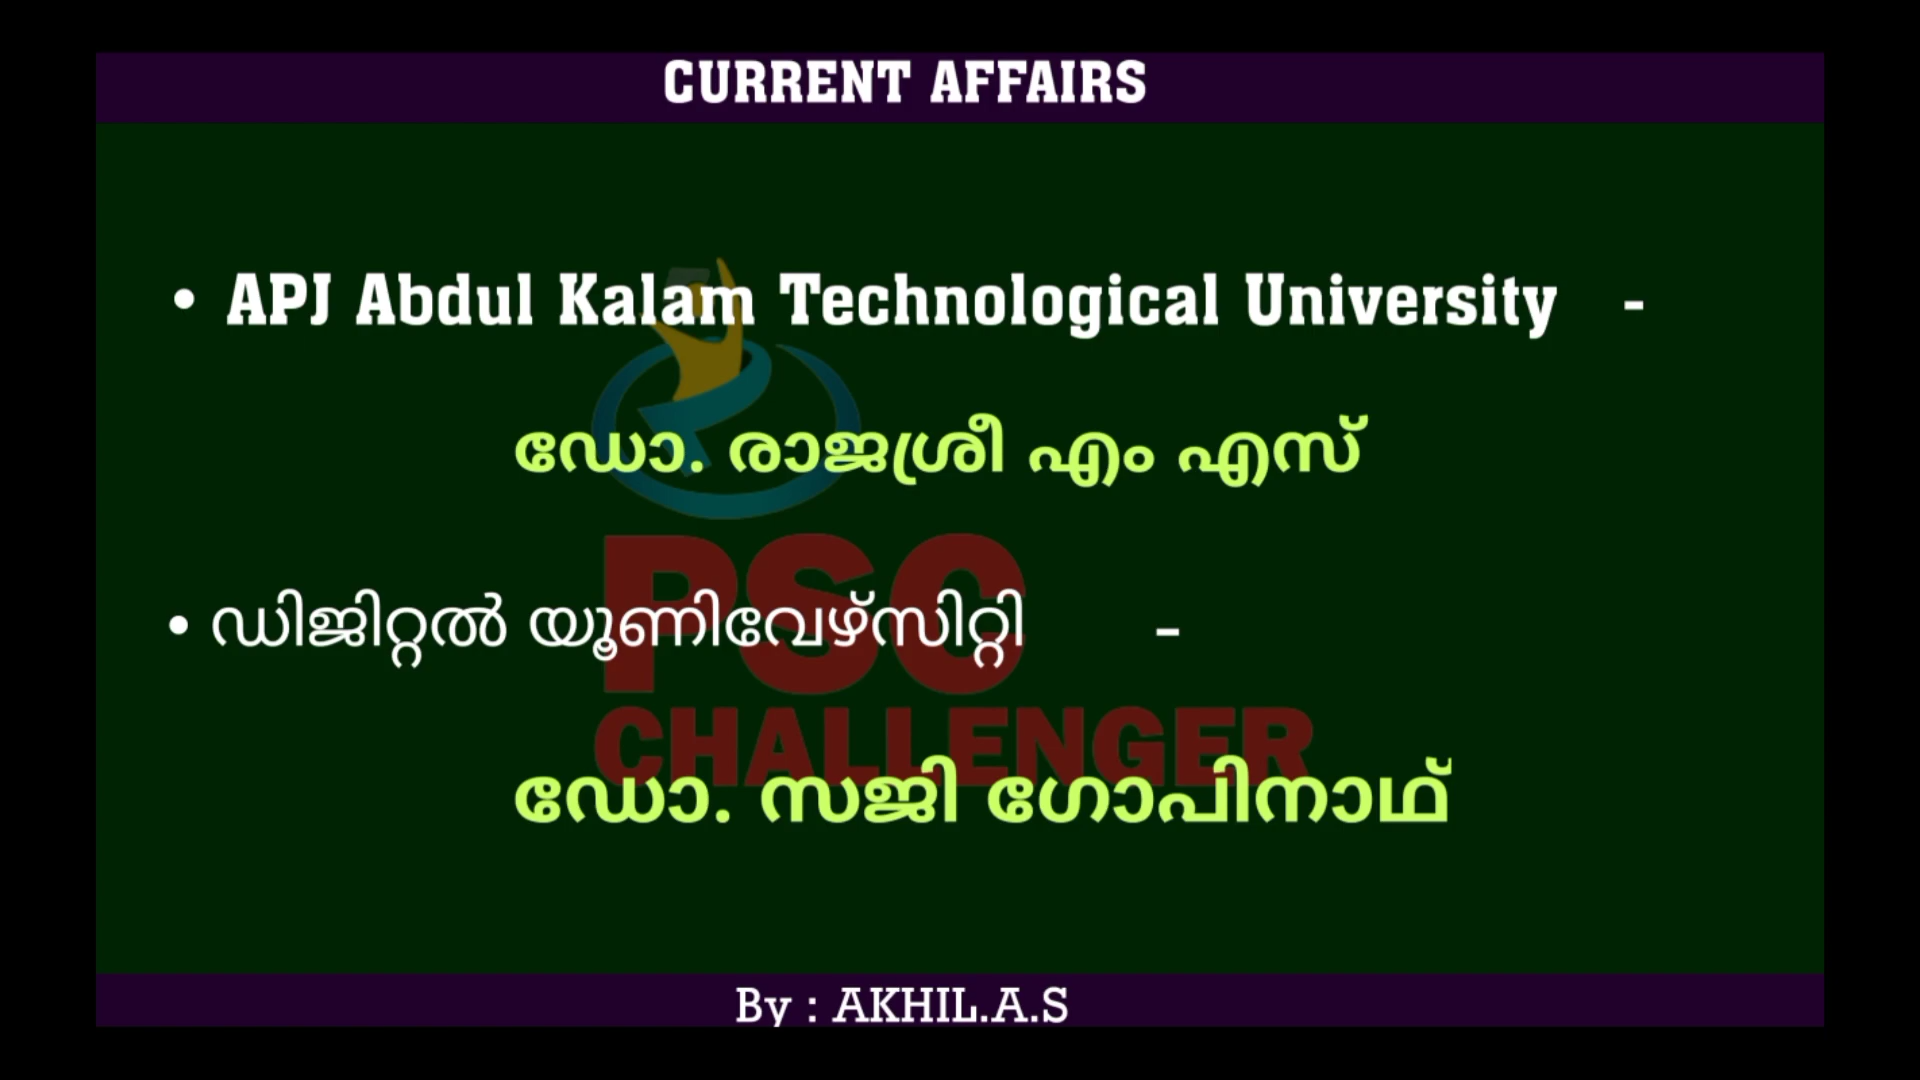 CURRENT AFFAIRS
• APJ Abdul Kalam Technological University -
ഡോ. രാജശ്രീ എം എസ്
• ഡിജിറ്റൽ യൂണിവേഴ്സിറ്റി -
PSC
CHALLENGER
ഡോ. സജി ഗോപിനാഥ്
By : AKHIL.A.S